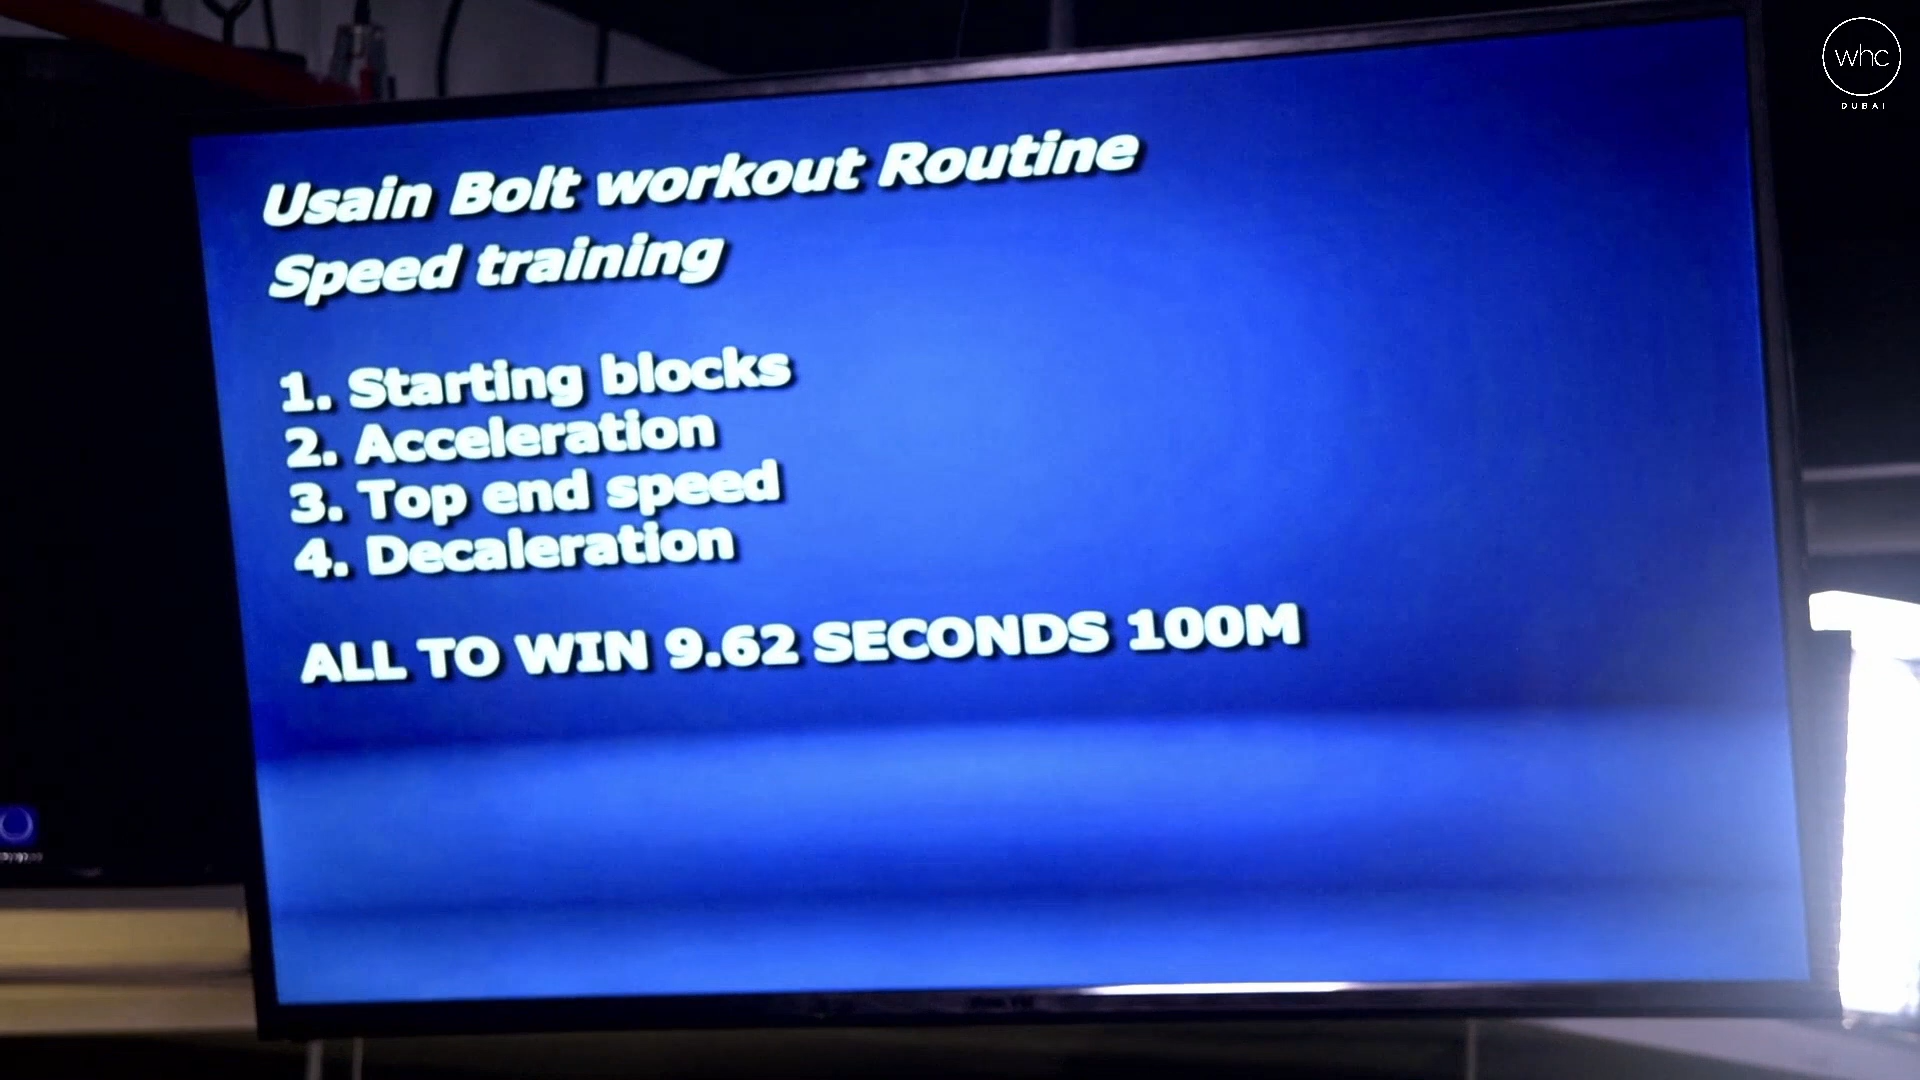 whc
DUBAI
Usain Bolt workout Routine
Speed training
1. Starting blocks
2. Acceleration
3. Top end speed
4. Decaleration
ALL TO WIN 9.62 SECONDS 100M